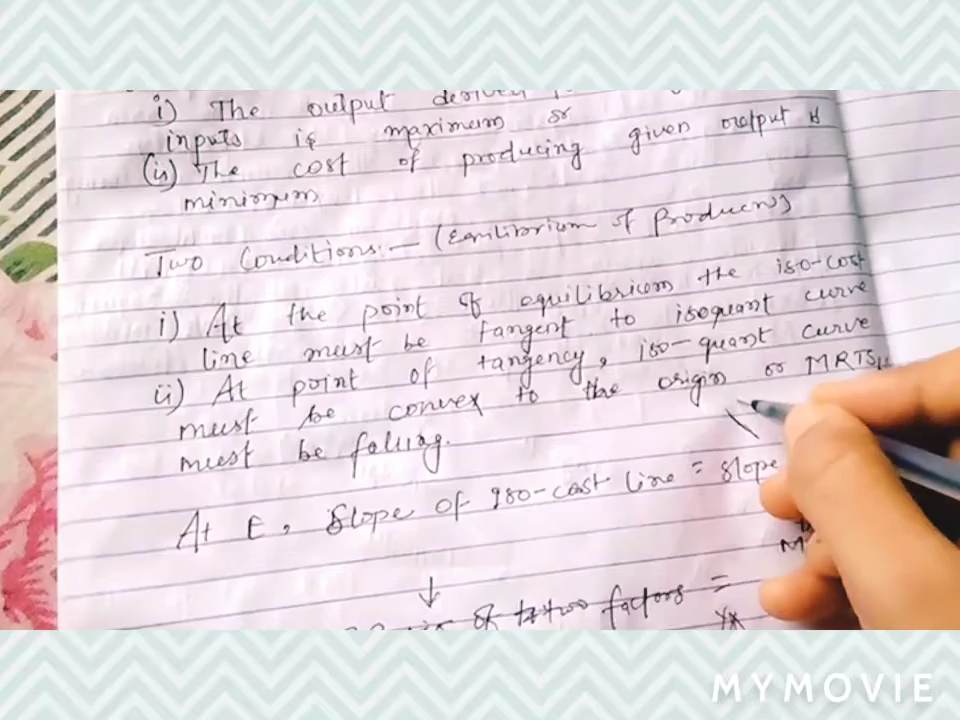 i) The output derived
inputs is maximum or
(ii) The cost of producing given output is
minimum
Two Conditions:- (Equilibrium of Producers)
i) At the point of equilibrium the iso-cost
line must be tangent to isoquant curve
ii) At point of tangency, iso-quant curve
must be convex to the origin or MRTS
must be falling.
At E, Slope of iso-cost line = Slope
↓
of two factors =
MYMOVIE